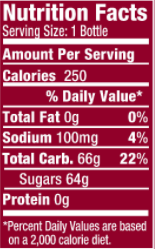 Nutrition Facts
Serving Size: 1 Bottle
Amount Per Serving
Calories 250
% Daily Value*
Total Fat 0g 0%
Sodium 100mg 4%
Total Carb. 66g 22%
Sugars 64g
Protein 0g
*Percent Daily Values are based
on a 2,000 calorie diet.